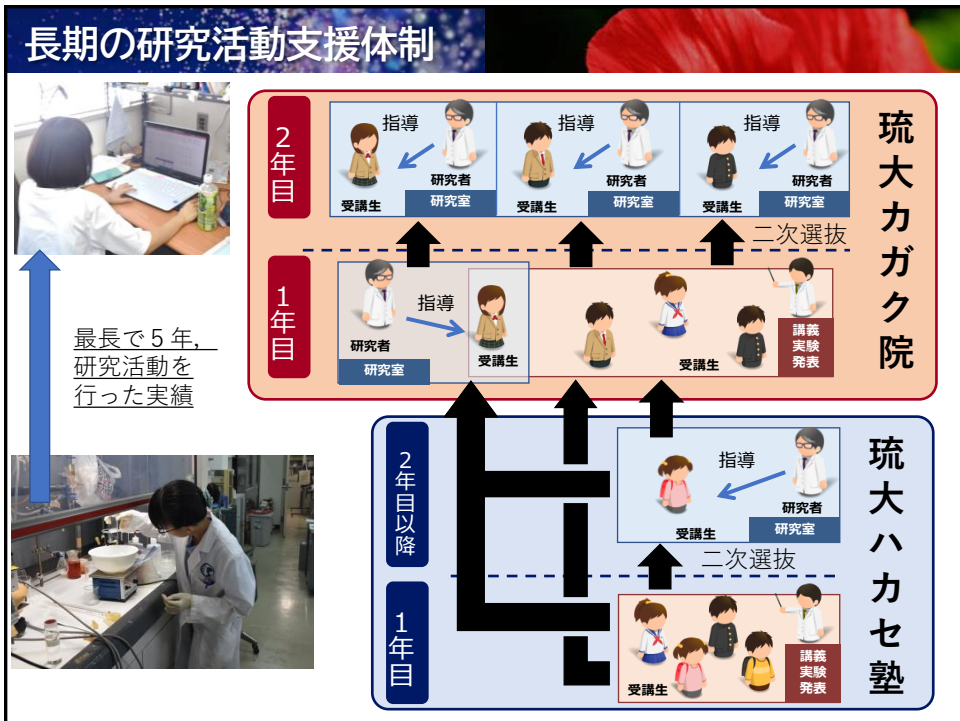 長期の研究活動支援体制
最長で5年,
研究活動を
行った実績
琉大カガク院
2年目
指導
研究者
受講生
研究室
指導
研究者
受講生
研究室
指導
研究者
受講生
研究室
二次選抜
1年目
指導
研究者
研究室
受講生
受講生
講義
実験
発表
琉大ハカセ塾
2年目以降
指導
研究者
受講生
研究室
二次選抜
1年目
受講生
講義
実験
発表